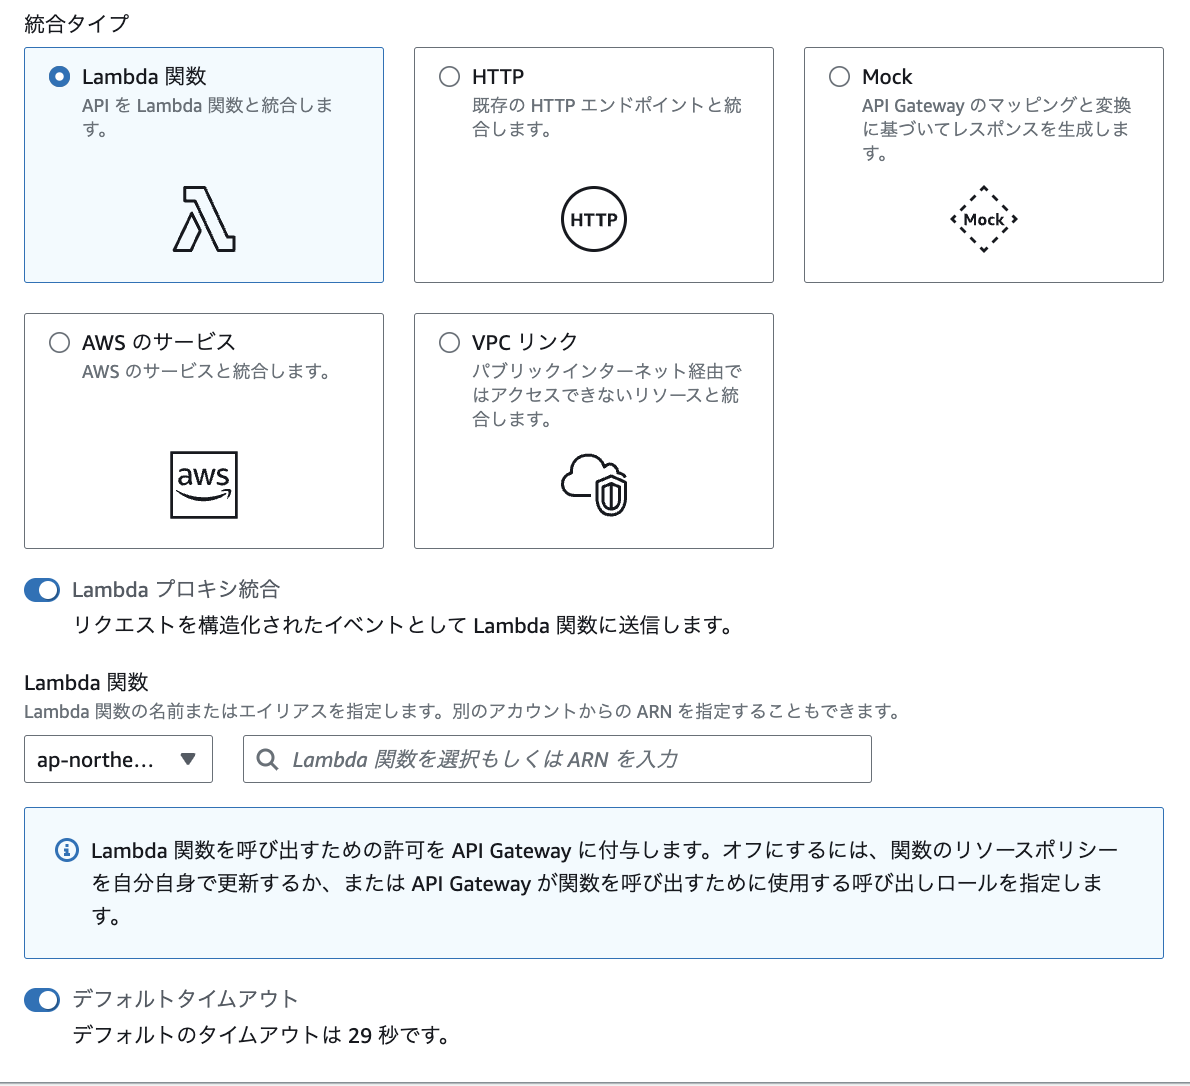 統合タイプ
Lambda 関数
API を Lambda 関数と統合しま
す。
HTTP
既存の HTTP エンドポイントと統
合します。
HTTP
Mock
API Gateway のマッピングと変換
に基づいてレスポンスを生成しま
す。
Mock
AWS のサービス
AWS のサービスと統合します。
aws
VPC リンク
パブリックインターネット経由で
はアクセスできないリソースと統
合します。
Lambda プロキシ統合
リクエストを構造化されたイベントとして Lambda 関数に送信します。
Lambda 関数
Lambda 関数の名前またはエイリアスを指定します。別のアカウントからの ARN を指定することもできます。
ap-northe...
Lambda 関数を選択もしくは ARN を入力
Lambda 関数を呼び出すための許可を API Gateway に付与します。オフにするには、関数のリソースポリシー
を自分自身で更新するか、または API Gateway が関数を呼び出すために使用する呼び出しロールを指定しま
す。
デフォルトタイムアウト
デフォルトのタイムアウトは 29 秒です。